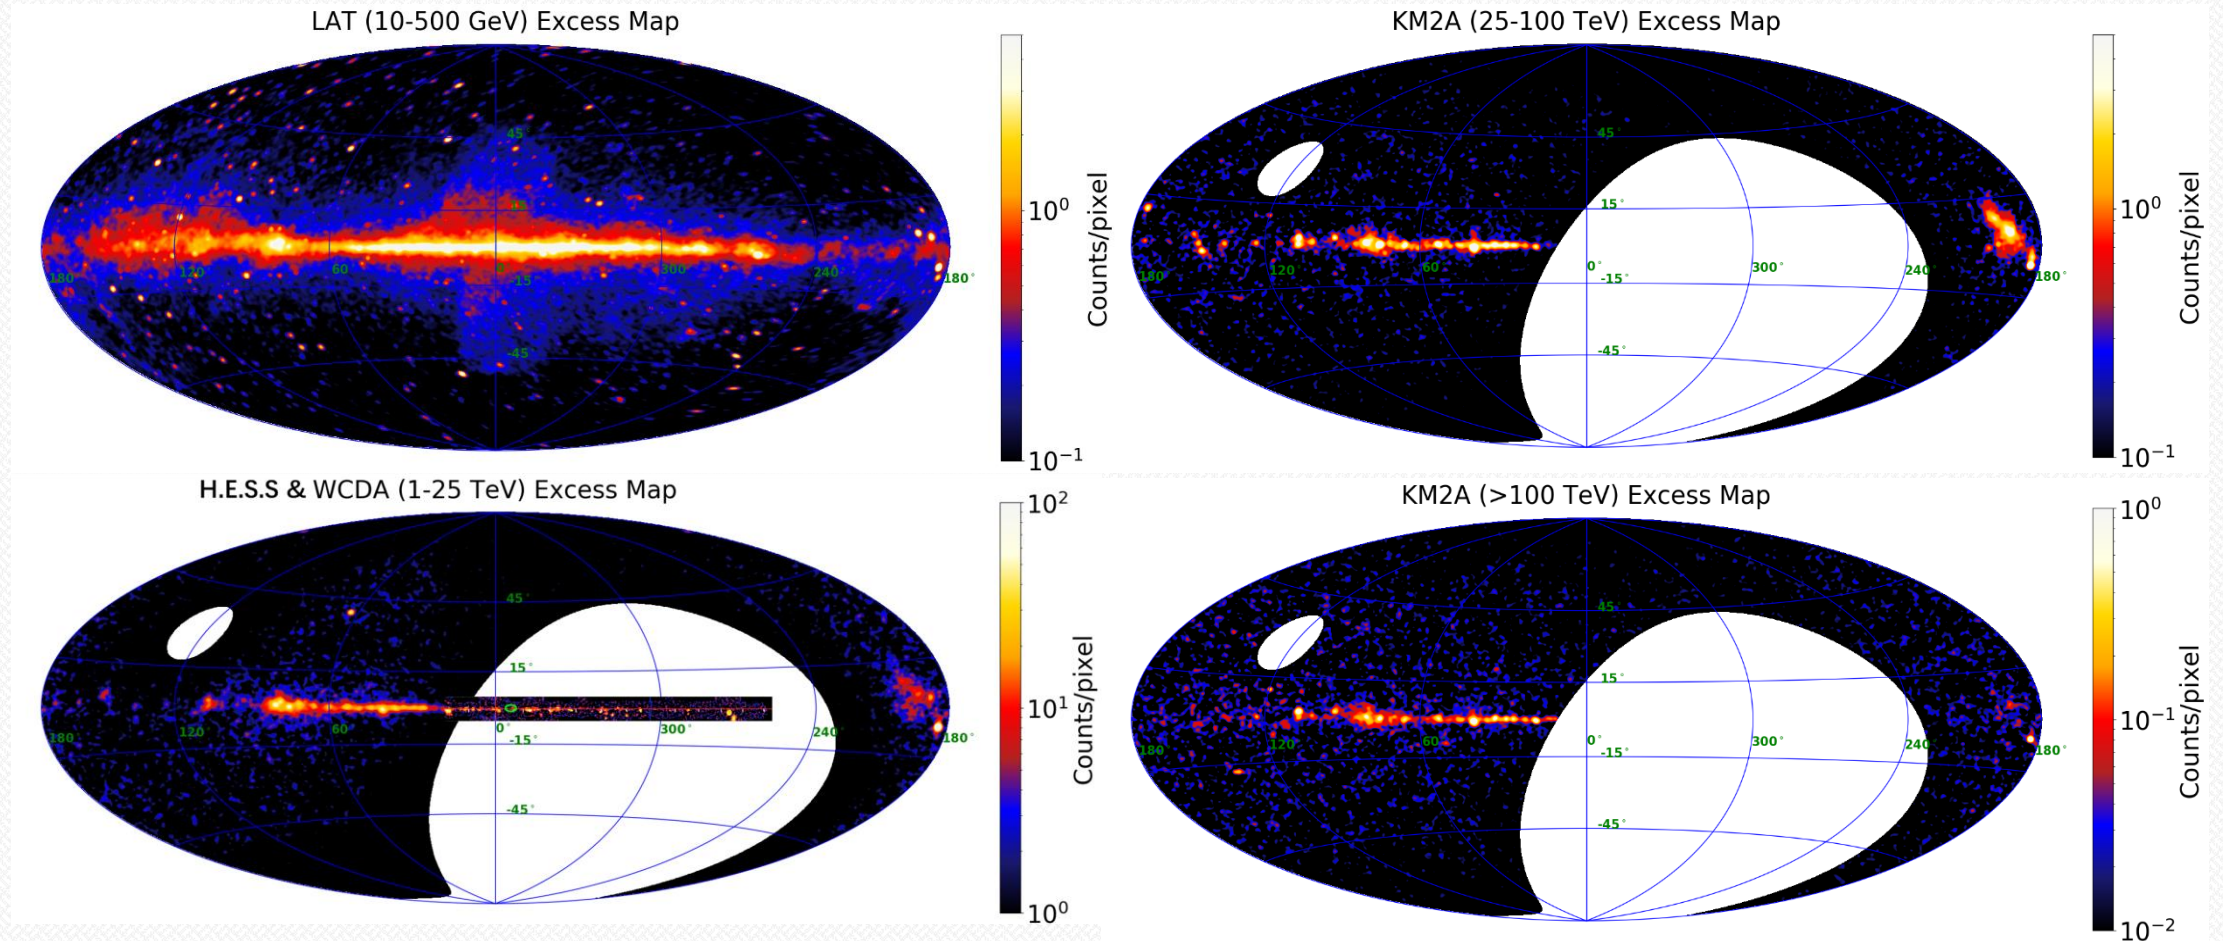 LAT (10-500 GeV) Excess Map
45°
15°
180 120 60 0 300 240 180°
-15
-45
10⁰
10⁻¹
Counts/pixel
KM2A (25-100 TeV) Excess Map
45°
15°
180 120 60 0° 300° 240° 180°
-15°
-45°
10⁰
10⁻¹
Counts/pixel
H.E.S.S & WCDA (1-25 TeV) Excess Map
45°
15°
180 120 60 0° 300° 240° 180°
-15°
-45°
10²
10¹
10⁰
Counts/pixel
KM2A (>100 TeV) Excess Map
45°
15°
180 120 60 0° 300° 240° 180°
-15°
-45°
10⁰
10⁻¹
10⁻²
Counts/pixel